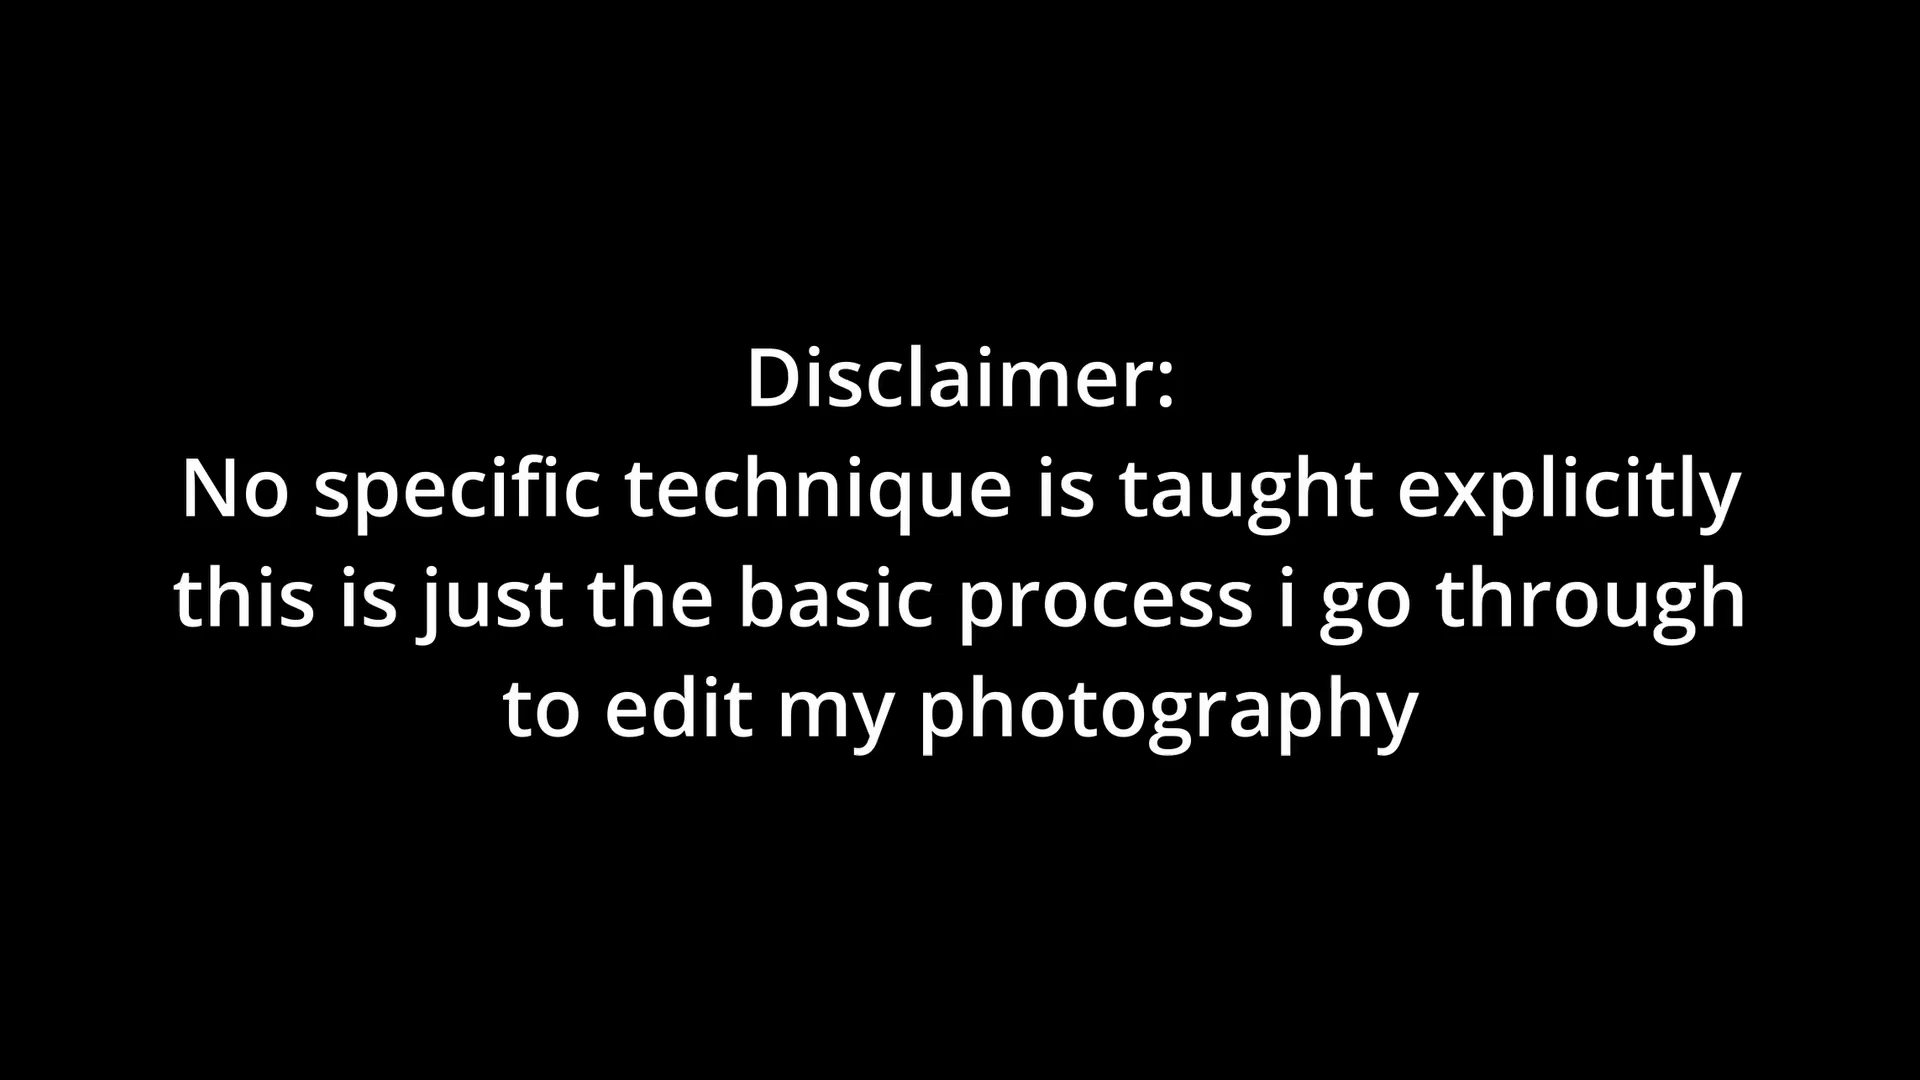 Disclaimer:
No specific technique is taught explicitly
this is just the basic process i go through
to edit my photography